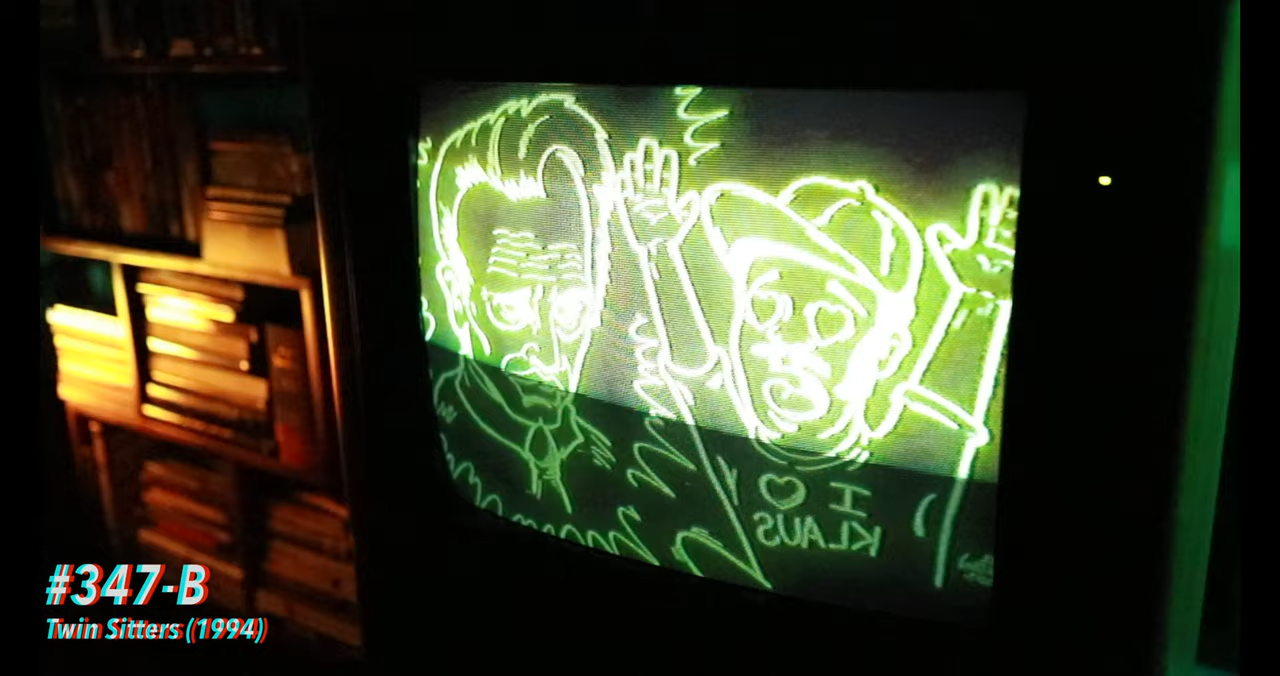 I ♡
KLAUS
#347-B
Twin Sitters (1994)